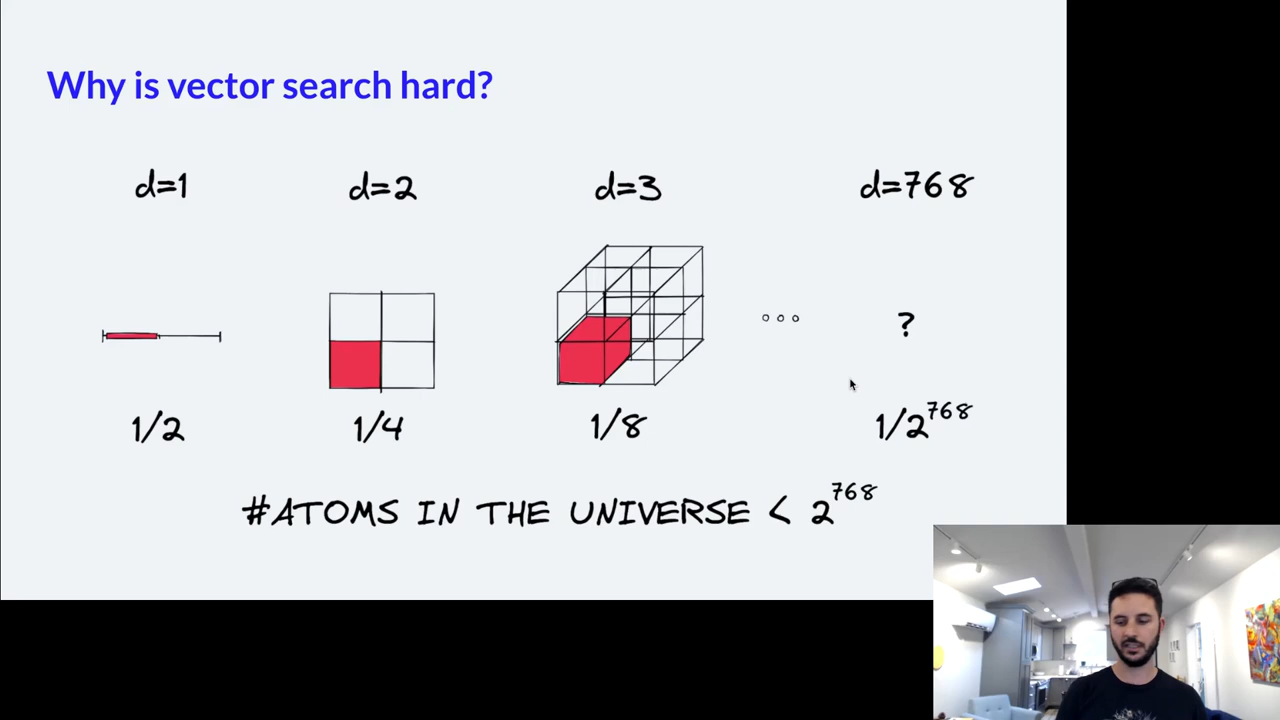 Why is vector search hard?
d=1 d=2 d=3 d=768
?
1/2 1/4 1/8 1/2^768
#ATOMS IN THE UNIVERSE < 2^768